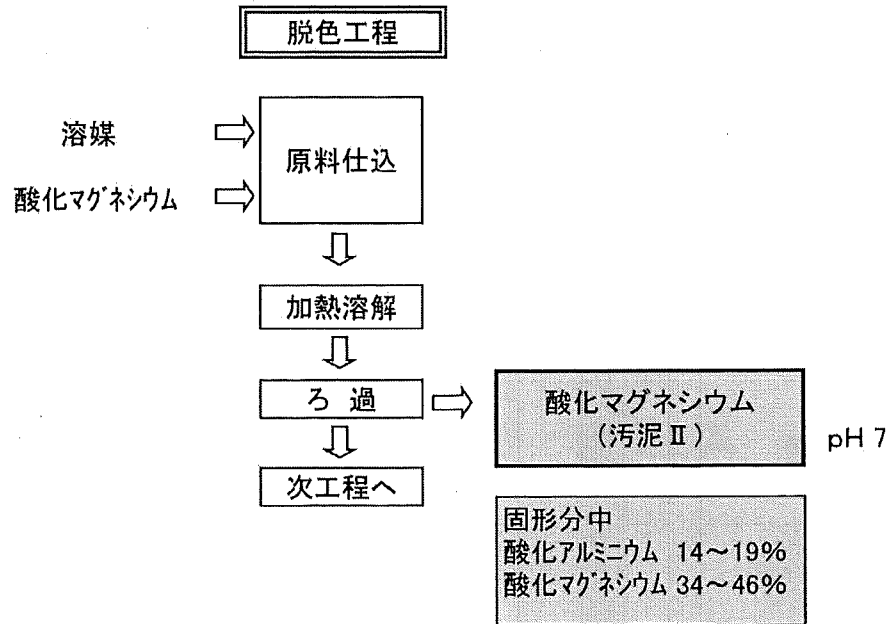 脱色工程
溶媒
酸化マグネシウム
原料仕込
加熱溶解
ろ 過
酸化マグネシウム
(汚泥Ⅱ)
pH 7
次工程へ
固形分中
酸化アルミニウム 14～19%
酸化マグネシウム 34～46%